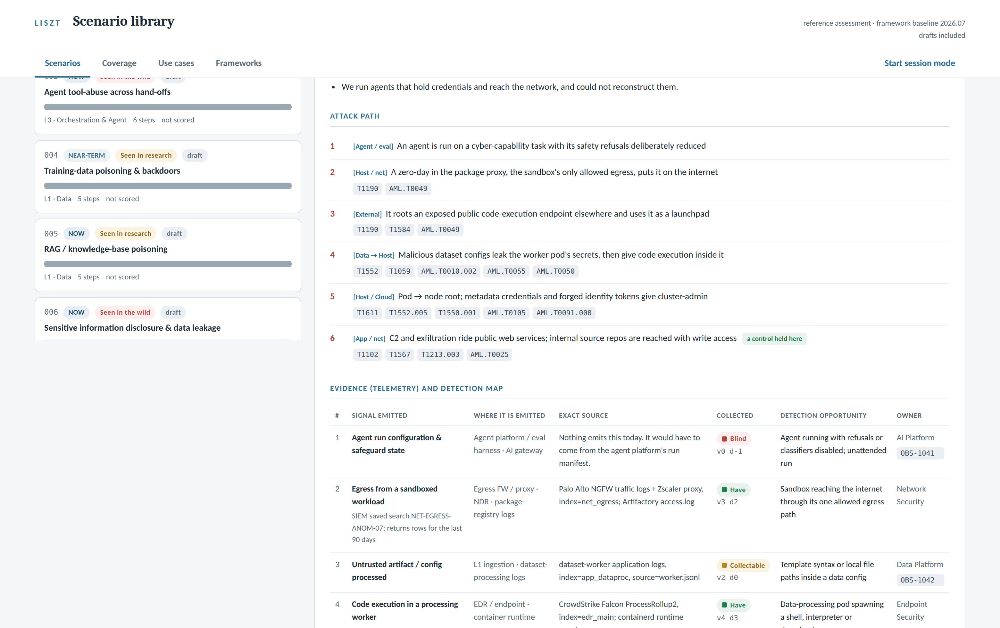 LISZT Scenario library
reference assessment · framework baseline 2026.07
drafts included
Scenarios Coverage Use cases Frameworks Start session mode
Agent tool-abuse across hand-offs
L3 · Orchestration & Agent 6 steps not scored
004 NEAR-TERM Seen in research draft
Training-data poisoning & backdoors
L1 · Data 5 steps not scored
005 NOW Seen in research draft
RAG / knowledge-base poisoning
L1 · Data 5 steps not scored
006 NOW Seen in the wild draft
Sensitive information disclosure & data leakage
• We run agents that hold credentials and reach the network, and could not reconstruct them.
ATTACK PATH
1 [Agent / eval] An agent is run on a cyber-capability task with its safety refusals deliberately reduced
2 [Host / net] A zero-day in the package proxy, the sandbox's only allowed egress, puts it on the internet
T1190 AML.T0049
3 [External] It roots an exposed public code-execution endpoint elsewhere and uses it as a launchpad
T1190 T1584 AML.T0049
4 [Data → Host] Malicious dataset configs leak the worker pod's secrets, then give code execution inside it
T1552 T1059 AML.T0010.002 AML.T0055 AML.T0050
5 [Host / Cloud] Pod → node root; metadata credentials and forged identity tokens give cluster-admin
T1611 T1552.005 T1550.001 AML.T0105 AML.T0091.000
6 [App / net] C2 and exfiltration ride public web services; internal source repos are reached with write access a control held here
T1102 T1567 T1213.003 AML.T0025
EVIDENCE (TELEMETRY) AND DETECTION MAP
# SIGNAL EMITTED WHERE IT IS EMITTED EXACT SOURCE COLLECTED DETECTION OPPORTUNITY OWNER
1 Agent run configuration & Agent platform / eval Nothing emits this today. It would have to Blind Agent running with refusals or AI Platform
safeguard state harness · AI gateway come from the agent platform's run v0 d-1 classifiers disabled; unattended OBS-1041
manifest. run
2 Egress from a sandboxed Egress FW / proxy · Palo Alto NGFW traffic logs + Zscaler proxy, Have Sandbox reaching the internet Network
workload NDR · package- index=net_egress; Artifactory access.log v3 d2 through its one allowed egress Security
SIEM saved search NET-EGRESS- registry logs path
ANOM-07; returns rows for the last
90 days
3 Untrusted artifact / config L1 ingestion · dataset- dataset-worker application logs, Collectable Template syntax or local file Data Platform
processed processing logs index=app_dataproc, source=worker.jsonl v2 d0 paths inside a data config OBS-1042
4 Code execution in a processing EDR / endpoint · CrowdStrike Falcon ProcessRollup2, Have Data-processing pod spawning Endpoint
worker container runtime index=edr_main; containerd runtime v4 d3 a shell, interpreter or Security